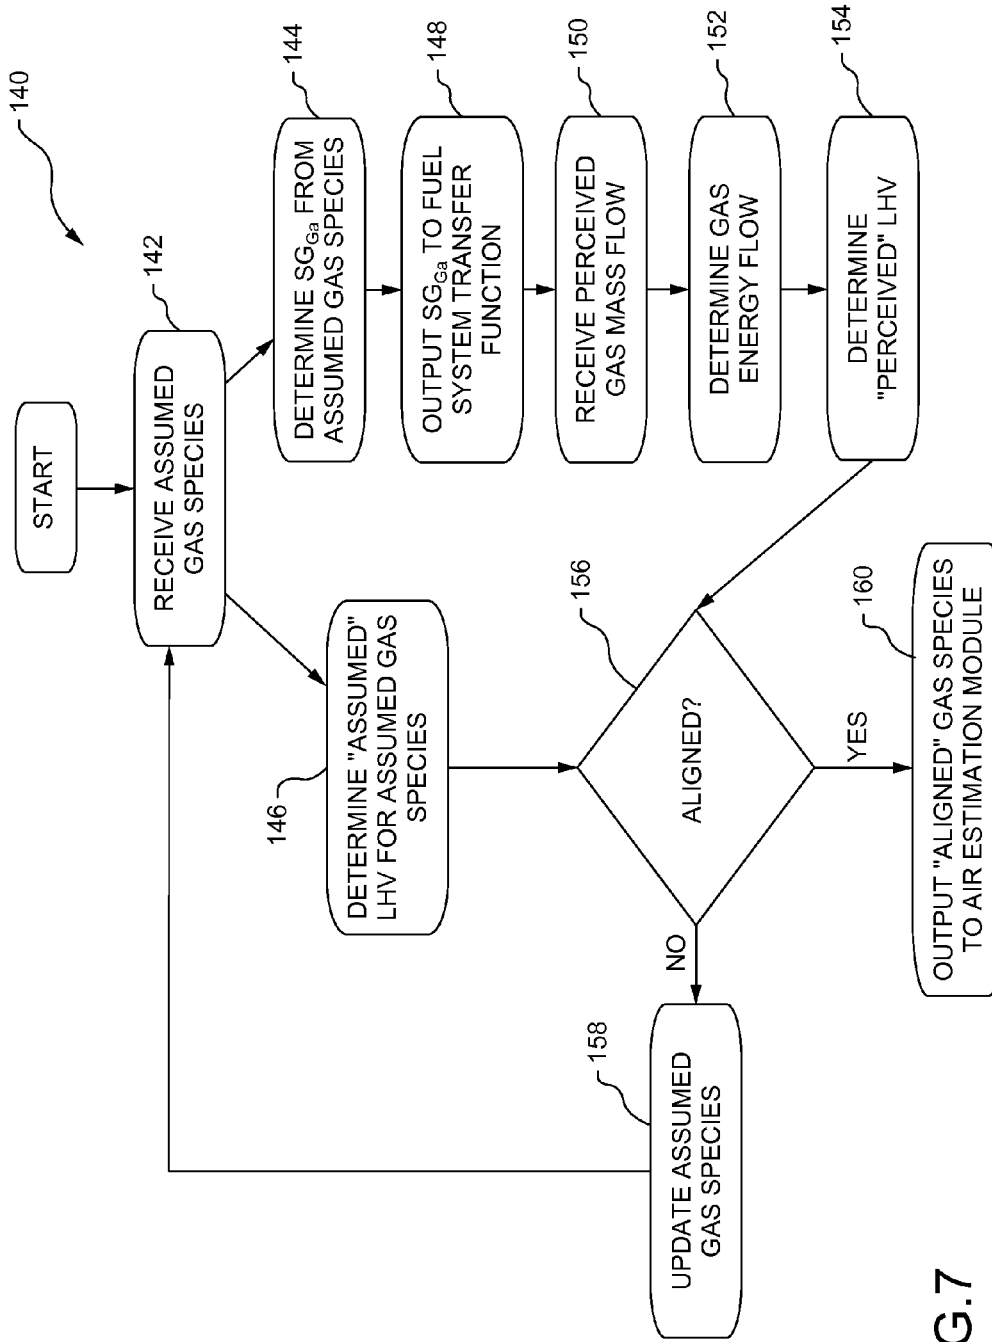 140
START
142
RECEIVE ASSUMED
GAS SPECIES
144
DETERMINE SGGa FROM
ASSUMED GAS SPECIES
148
OUTPUT SGGa TO FUEL
SYSTEM TRANSFER
FUNCTION
150
RECEIVE PERCEIVED
GAS MASS FLOW
152
DETERMINE GAS
ENERGY FLOW
154
DETERMINE
"PERCEIVED" LHV
146
DETERMINE "ASSUMED"
LHV FOR ASSUMED GAS
SPECIES
156
ALIGNED?
NO
YES
158
UPDATE ASSUMED
GAS SPECIES
160
OUTPUT "ALIGNED" GAS SPECIES
TO AIR ESTIMATION MODULE
G.7